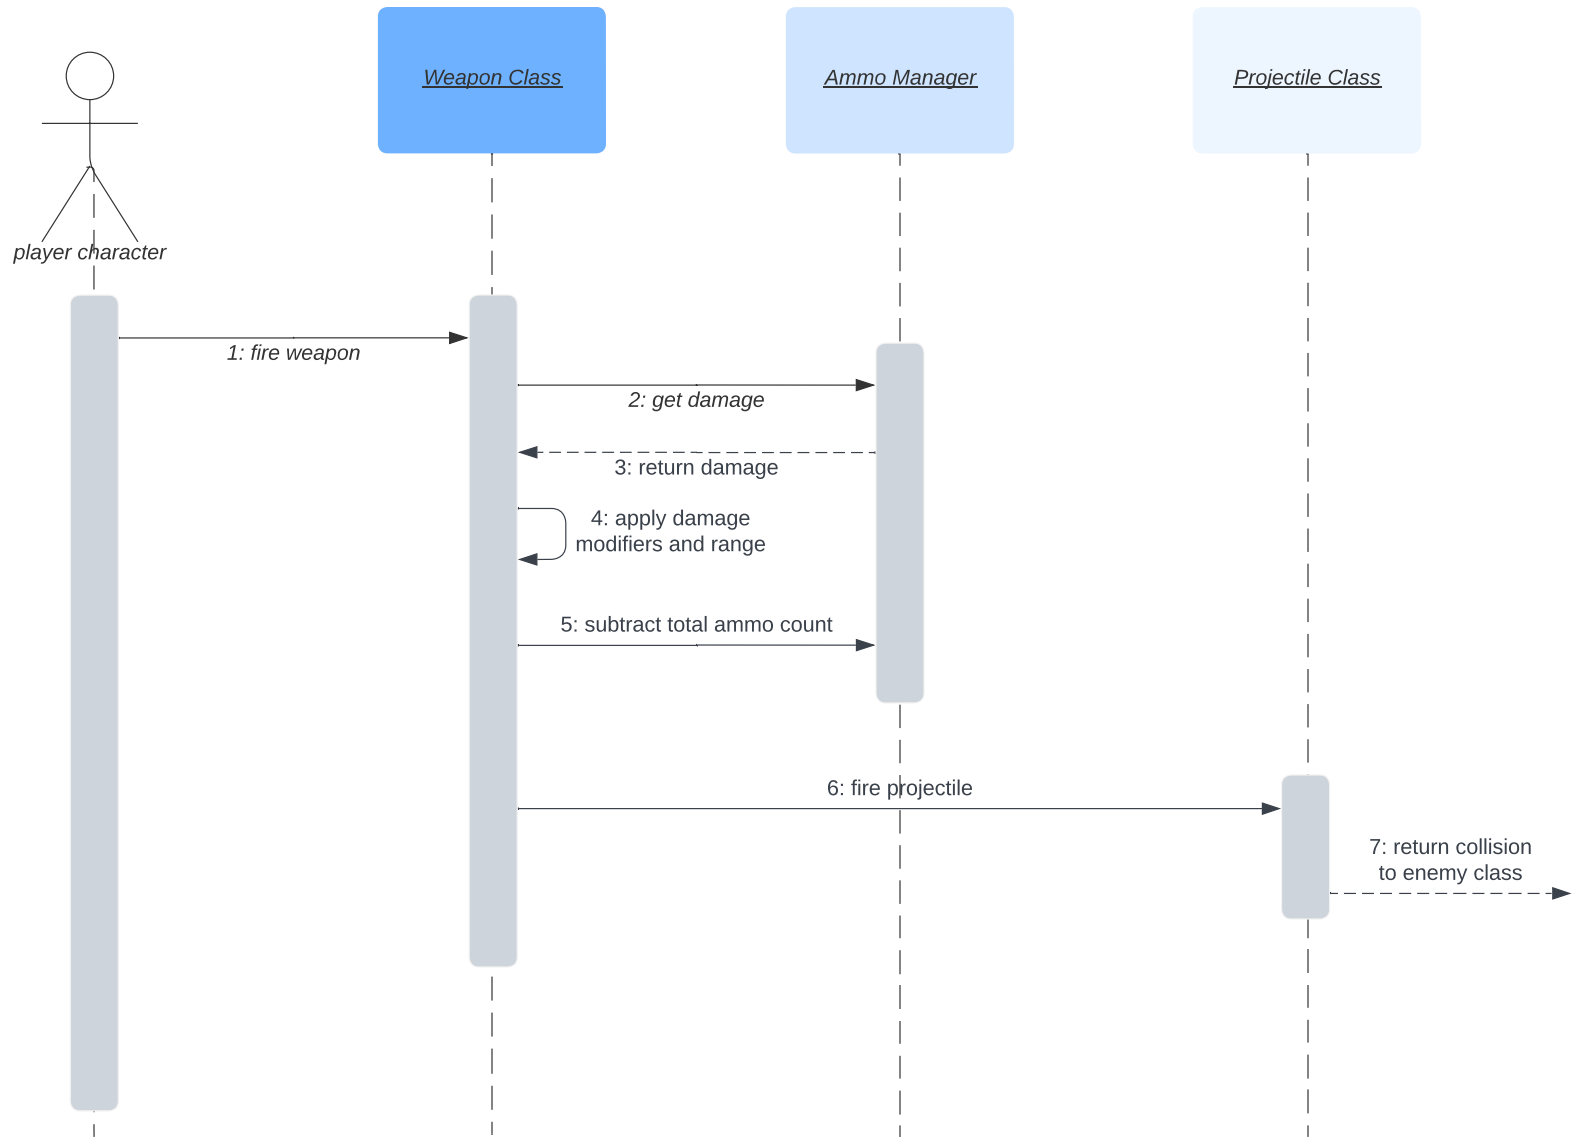 Weapon Class
Ammo Manager
Projectile Class
player character
1: fire weapon
2: get damage
3: return damage
4: apply damage
modifiers and range
5: subtract total ammo count
6: fire projectile
7: return collision
to enemy class